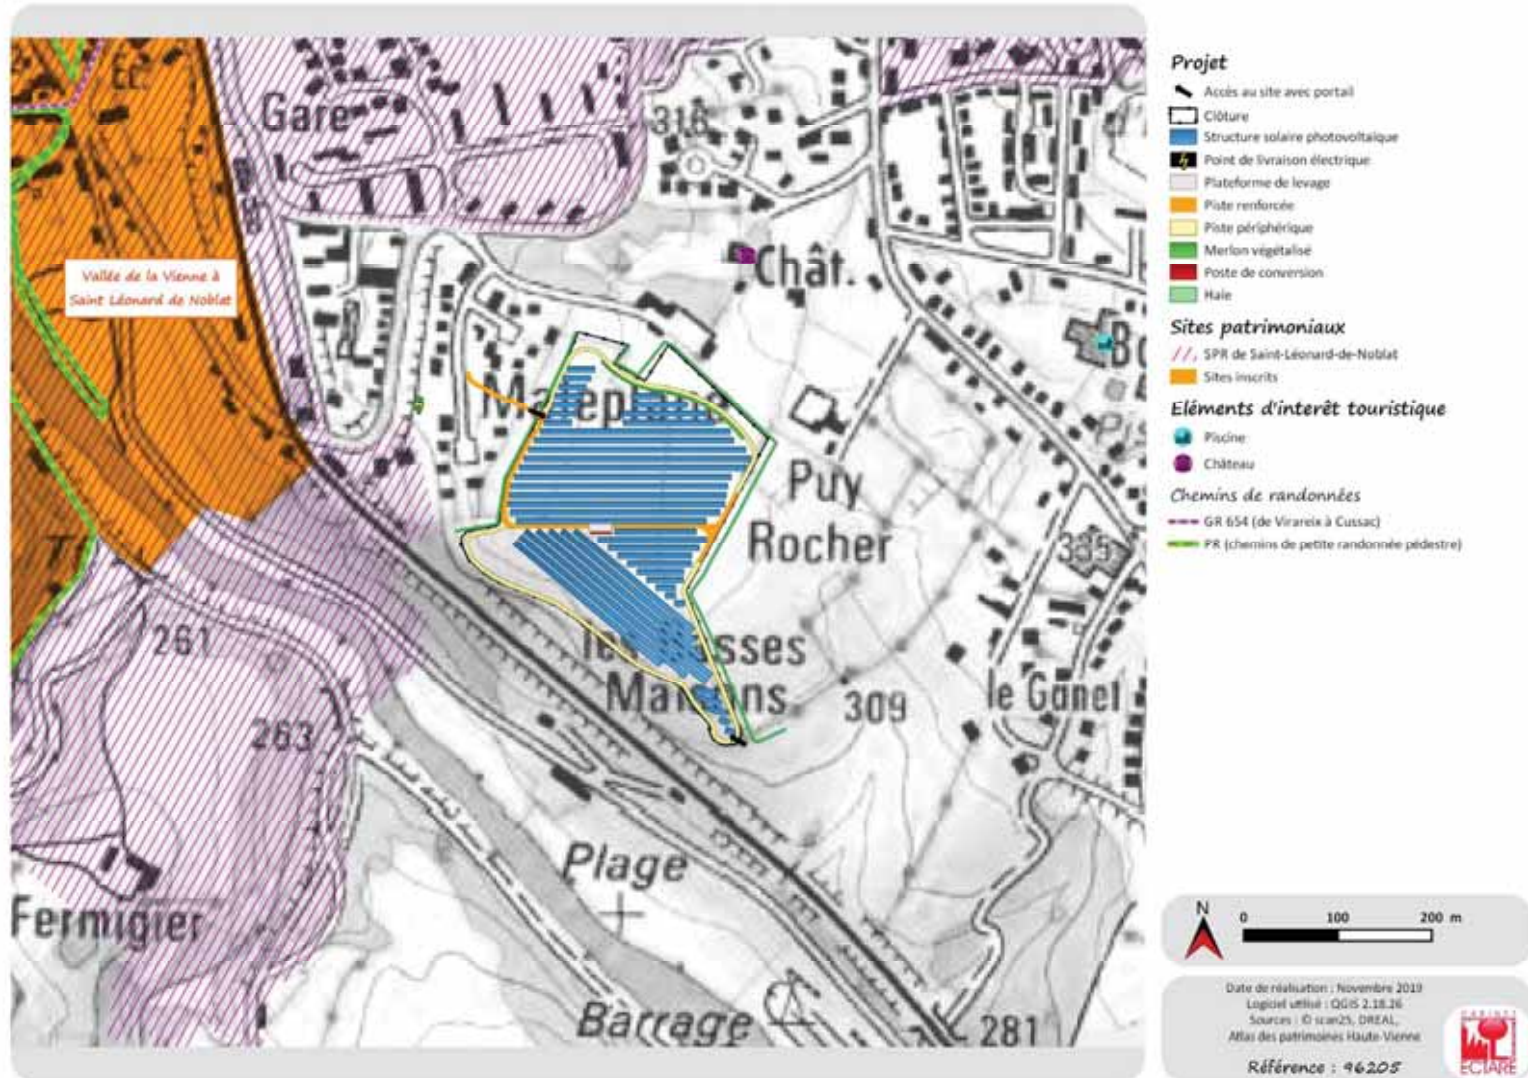 EC.
Gare
316
Vallée de la Vienne à
Saint Léonard de Noblat
Chât.
Puy
Rocher
335
261
263
309
le Ganet
Plage
Fermigier
Barrage
281
Projet
Accès au site avec portail
Clôture
Structure solaire photovoltaïque
Point de livraison électrique
Plateforme de levage
Piste renforcée
Piste périphérique
Merlon végétalisé
Poste de conversion
Haie
Sites patrimoniaux
SPR de Saint-Léonard-de-Noblat
Sites inscrits
Eléments d'interêt touristique
Piscine
Château
Chemins de randonnées
GR 654 (de Virareix à Cussac)
PR (chemins de petite randonnée pédestre)
N
0 100 200 m
Date de réalisation : Novembre 2019
Logiciel utilisé : QGIS 2.18.26
Sources : © scan25, DREAL,
Atlas des patrimoines Haute-Vienne
Référence : 96205
CABINET
ECTARE